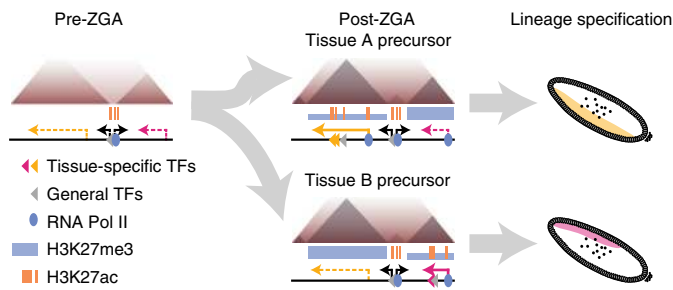 Pre-ZGA
Post-ZGA
Tissue A precursor
Lineage specification
Tissue-specific TFs
General TFs
RNA Pol II
H3K27me3
H3K27ac
Tissue B precursor